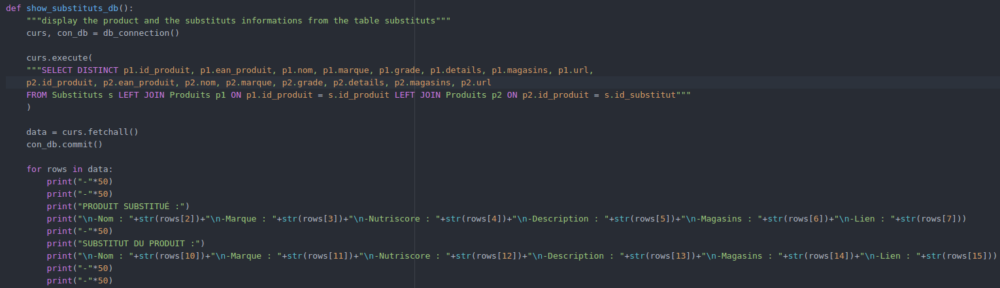 def show_substituts_db():
    """display the product and the substituts informations from the table substituts"""
    curs, con_db = db_connection()

    curs.execute(
    """SELECT DISTINCT p1.id_produit, p1.ean_produit, p1.nom, p1.marque, p1.grade, p1.details, p1.magasins, p1.url,
    p2.id_produit, p2.ean_produit, p2.nom, p2.marque, p2.grade, p2.details, p2.magasins, p2.url
    FROM Substituts s LEFT JOIN Produits p1 ON p1.id_produit = s.id_produit LEFT JOIN Produits p2 ON p2.id_produit = s.id_substitut"""
    )

    data = curs.fetchall()
    con_db.commit()

    for rows in data:
        print("-"*50)
        print("-"*50)
        print("PRODUIT SUBSTITUÉ :")
        print("\n-Nom : "+str(rows[2])+"\n-Marque : "+str(rows[3])+"\n-Nutriscore : "+str(rows[4])+"\n-Description : "+str(rows[5])+"\n-Magasins : "+str(rows[6])+"\n-Lien : "+str(rows[7]))
        print("-"*50)
        print("SUBSTITUT DU PRODUIT :")
        print("\n-Nom : "+str(rows[10])+"\n-Marque : "+str(rows[11])+"\n-Nutriscore : "+str(rows[12])+"\n-Description : "+str(rows[13])+"\n-Magasins : "+str(rows[14])+"\n-Lien : "+str(rows[15]))
        print("-"*50)
        print("-"*50)